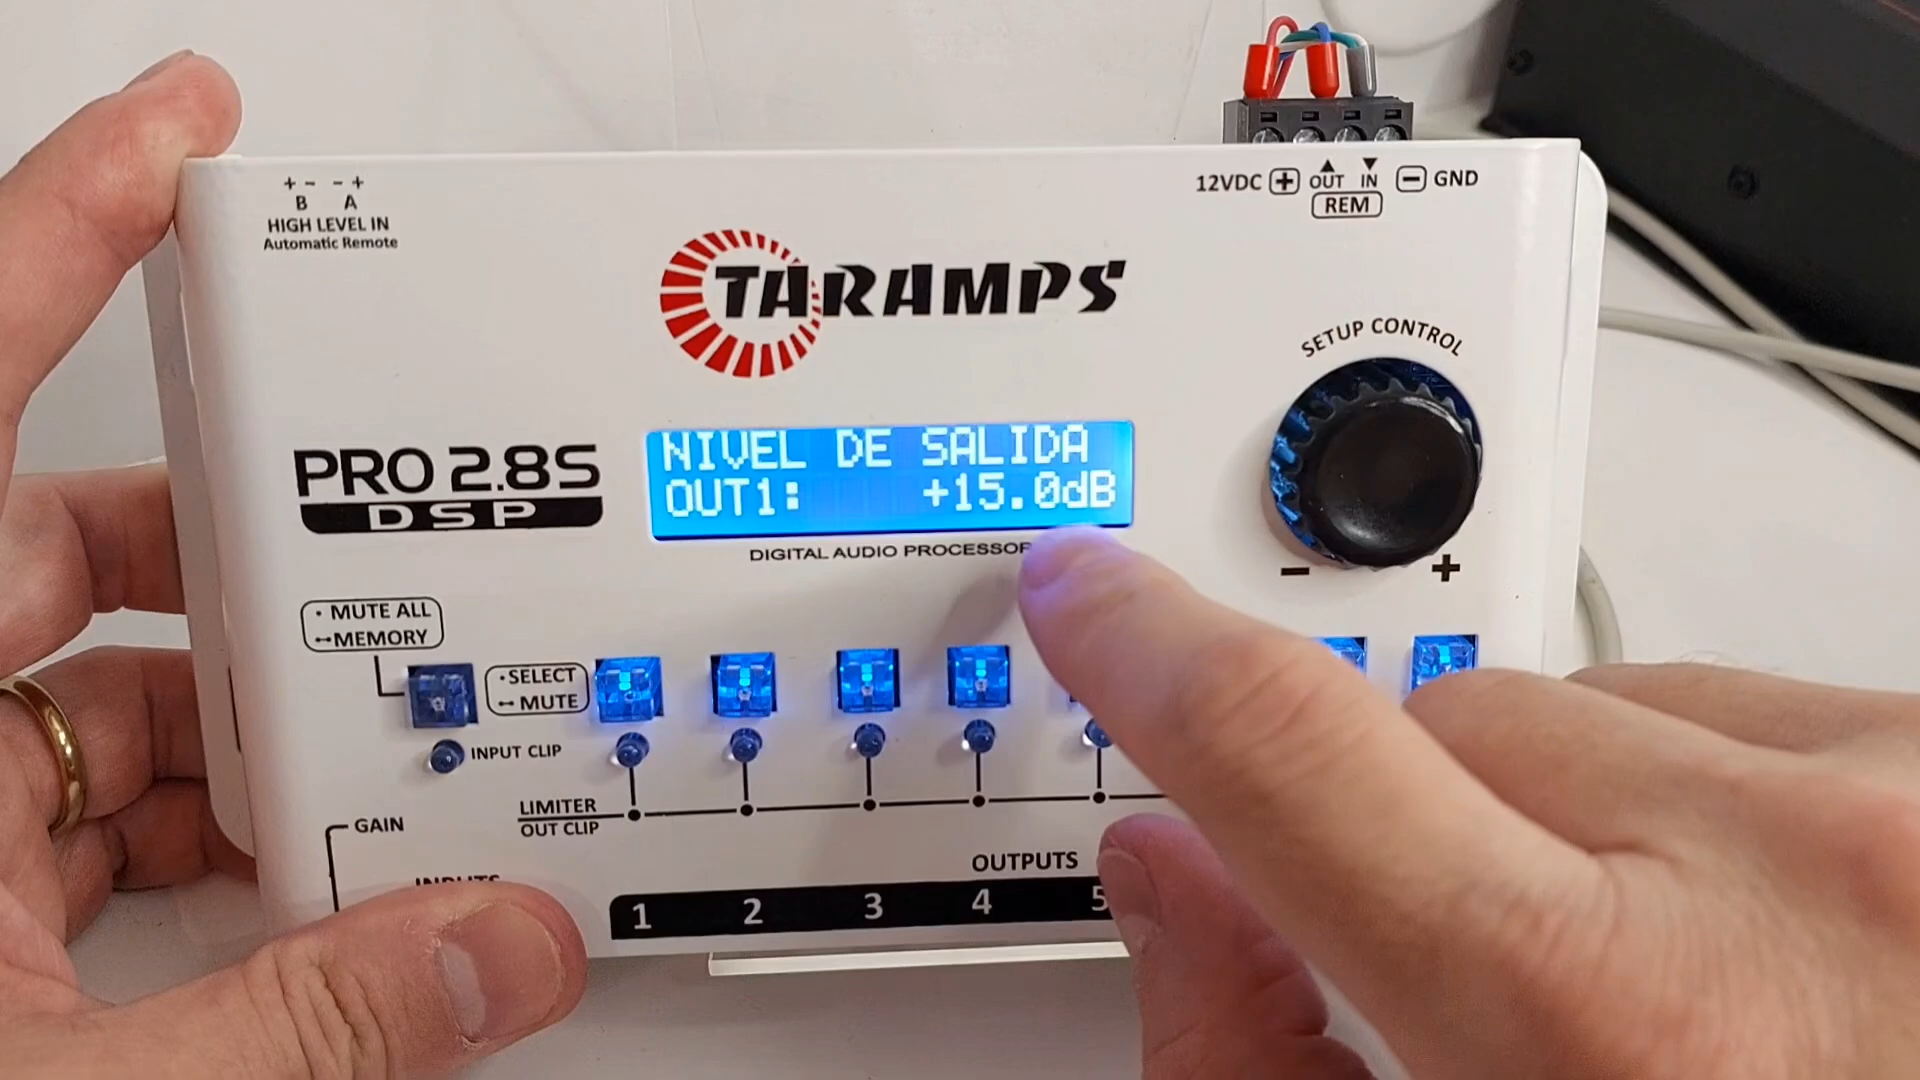 + - - +
B A
HIGH LEVEL IN
Automatic Remote
12VDC + OUT IN - GND
REM
TARAMPS
SETUP CONTROL
PRO 2.8S
DSP
NIVEL DE SALIDA
OUT1: +15.0dB
DIGITAL AUDIO PROCESSOR
- +
MUTE ALL
MEMORY
SELECT
MUTE
INPUT CLIP
LIMITER
OUT CLIP
GAIN
INPUTS
OUTPUTS
1 2 3 4 5